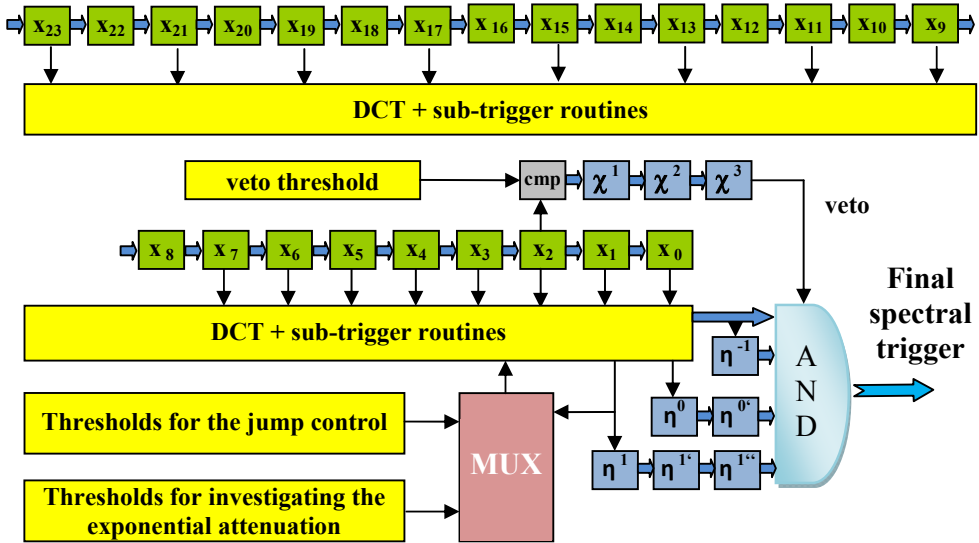 x23 x22 x21 x20 x19 x18 x17 x16 x15 x14 x13 x12 x11 x10 x9
DCT + sub-trigger routines
veto threshold
cmp
χ1 χ2 χ3
veto
x8 x7 x6 x5 x4 x3 x2 x1 x0
DCT + sub-trigger routines
Final
spectral
trigger
η-1
A
N
D
Thresholds for the jump control
MUX
η0 η0‘
η1 η1‘ η1“
Thresholds for investigating the
exponential attenuation